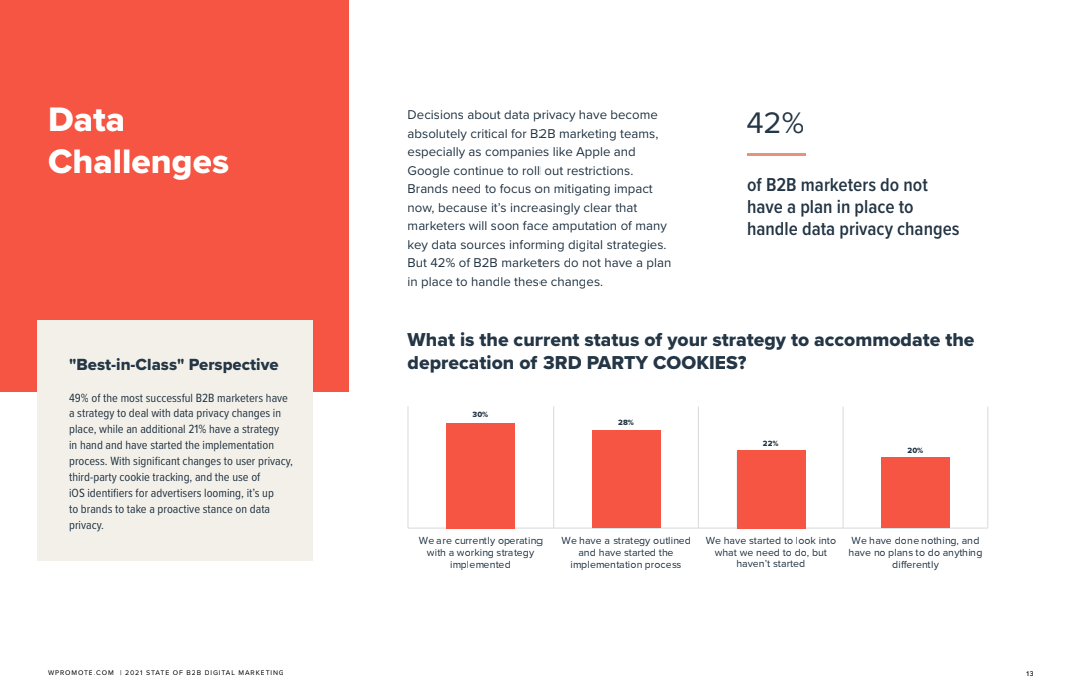 Data
Challenges
Decisions about data privacy have become
absolutely critical for B2B marketing teams,
especially as companies like Apple and
Google continue to roll out restrictions.
Brands need to focus on mitigating impact
now, because it's increasingly clear that
marketers will soon face amputation of many
key data sources informing digital strategies.
But 42% of B2B marketers do not have a plan
in place to handle these changes.
42%
of B2B marketers do not
have a plan in place to
handle data privacy changes
"Best-in-Class" Perspective
49% of the most successful B2B marketers have
a strategy to deal with data privacy changes in
place, while an additional 21% have a strategy
in hand and have started the implementation
process. With significant changes to user privacy,
third-party cookie tracking, and the use of
iOS identifiers for advertisers looming, it's up
to brands to take a proactive stance on data
privacy.
What is the current status of your strategy to accommodate the
deprecation of 3RD PARTY COOKIES?
30%
28%
22%
20%
We are currently operating
with a working strategy
implemented
We have a strategy outlined
and have started the
implementation process
We have started to look into
what we need to do, but
haven't started
We have done nothing, and
have no plans to do anything
differently
WPROMOTE.COM | 2021 STATE OF B2B DIGITAL MARKETING
13